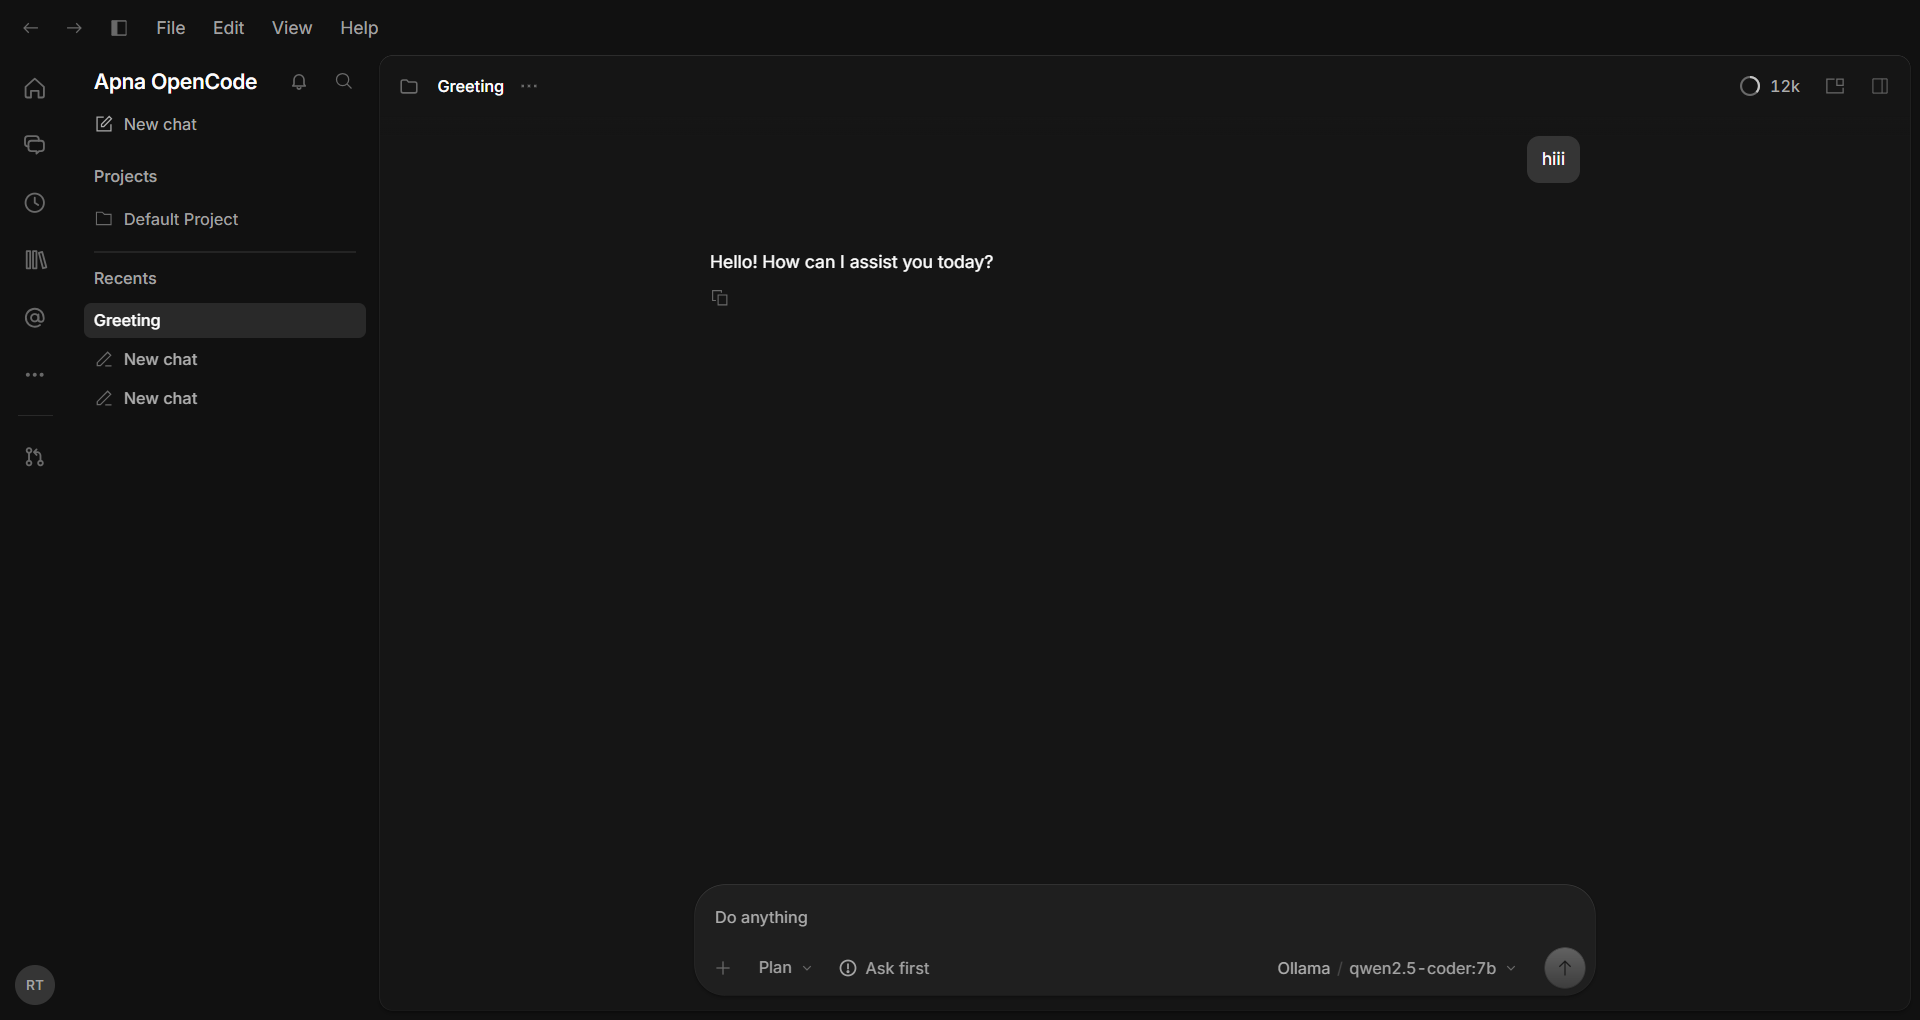 File Edit View Help
Apna OpenCode
New chat
Projects
Default Project
Recents
Greeting
New chat
New chat
RT
Greeting
12k
hiii
Hello! How can I assist you today?
Do anything
Plan Ask first Ollama / qwen2.5-coder:7b